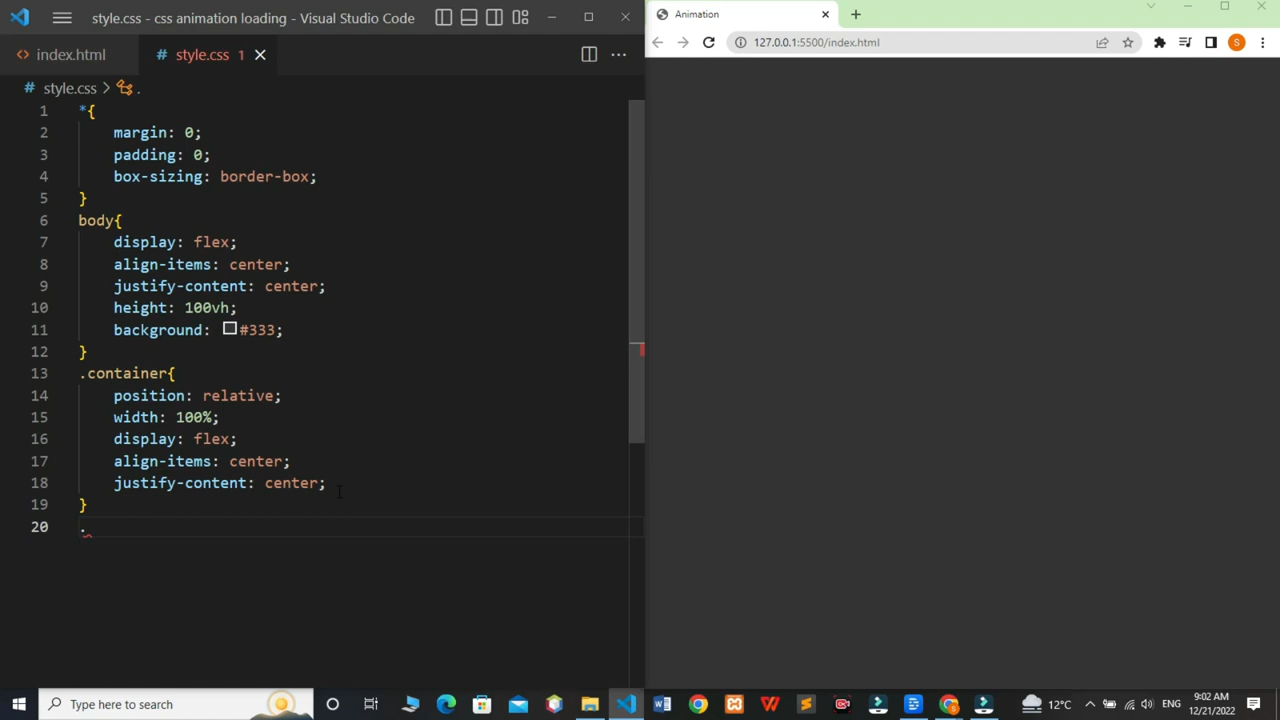 style.css - css animation loading - Visual Studio Code
index.html
# style.css 1
# style.css > .
1 *{
2 margin: 0;
3 padding: 0;
4 box-sizing: border-box;
5 }
6 body{
7 display: flex;
8 align-items: center;
9 justify-content: center;
10 height: 100vh;
11 background: #333;
12 }
13 .container{
14 position: relative;
15 width: 100%;
16 display: flex;
17 align-items: center;
18 justify-content: center;
19 }
20 .
Animation
127.0.0.1:5500/index.html
S
Type here to search
12°C
ENG
9:02 AM
12/21/2022